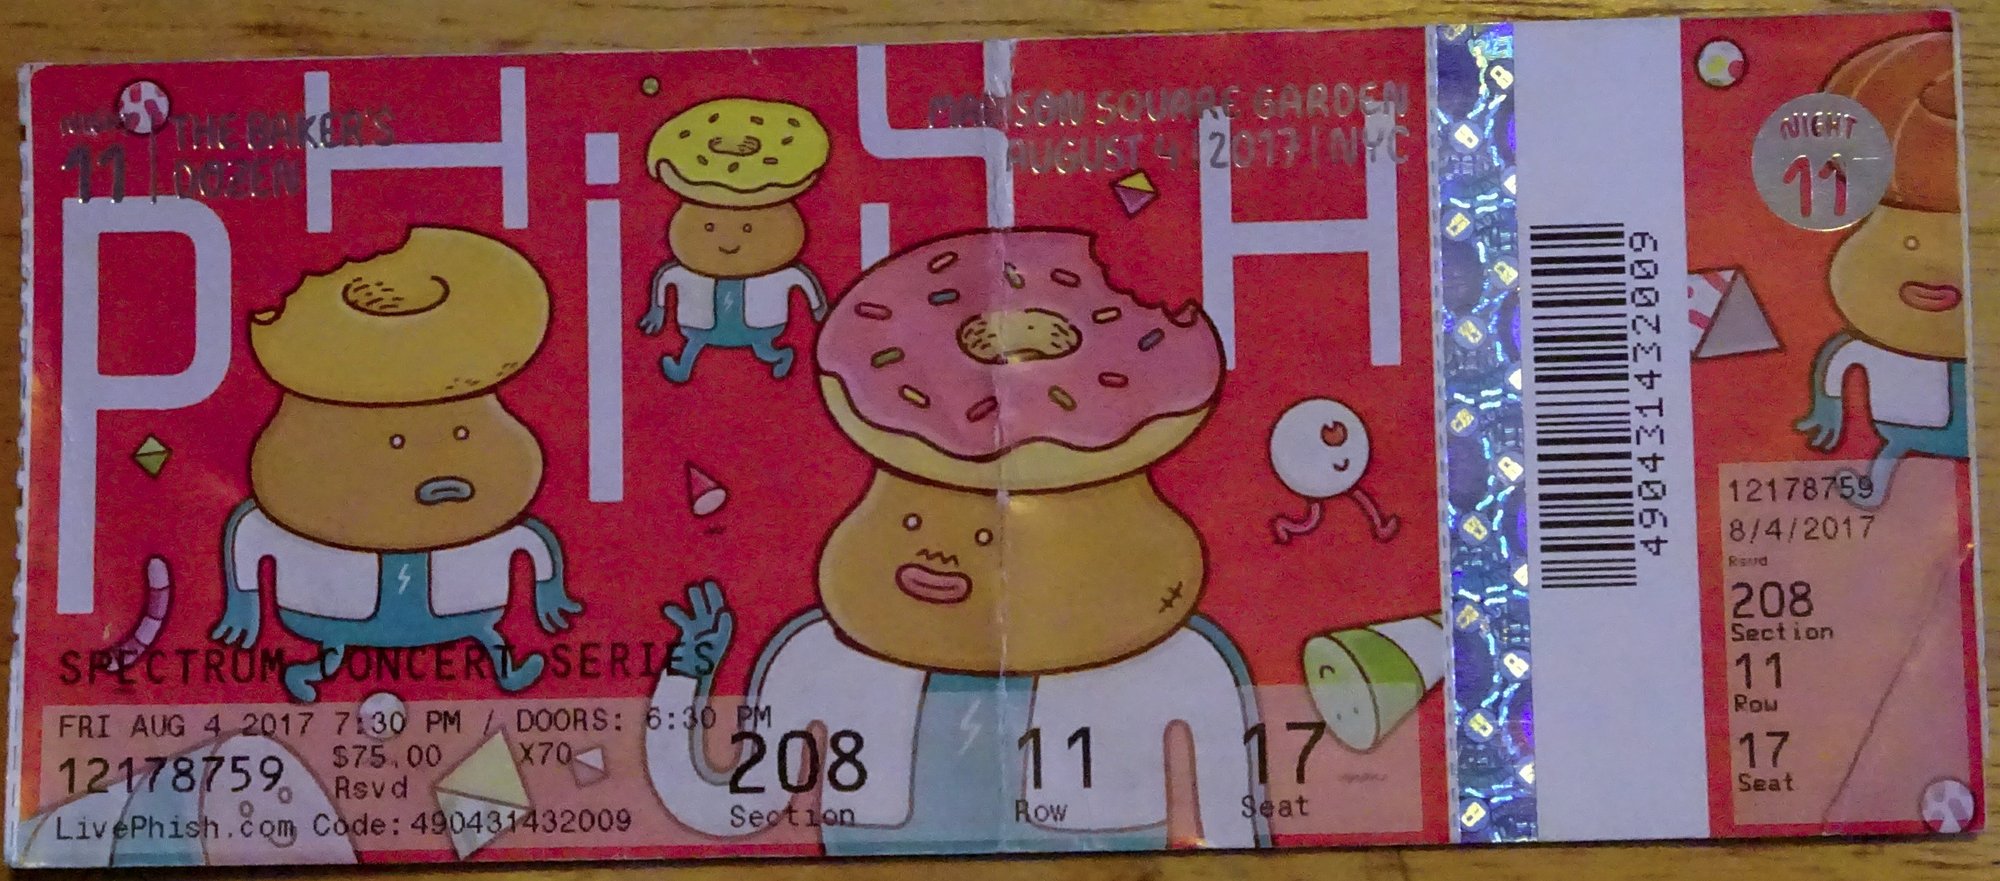 PHiSH
NIGHT
11
THE BAKER'S
DOZEN
MADISON SQUARE GARDEN
AUGUST 4, 2017 | NYC
SPECTRUM CONCERT SERIES
FRI AUG 4 2017 7:30 PM / DOORS: 6:30 PM
12178759
$75.00 X70
Rsvd
LivePhish.com Code:490431432009
208
Section
11
Row
17
Seat
490431432009
NIGHT
11
12178759
8/4/2017
Rsvd
208
Section
11
Row
17
Seat